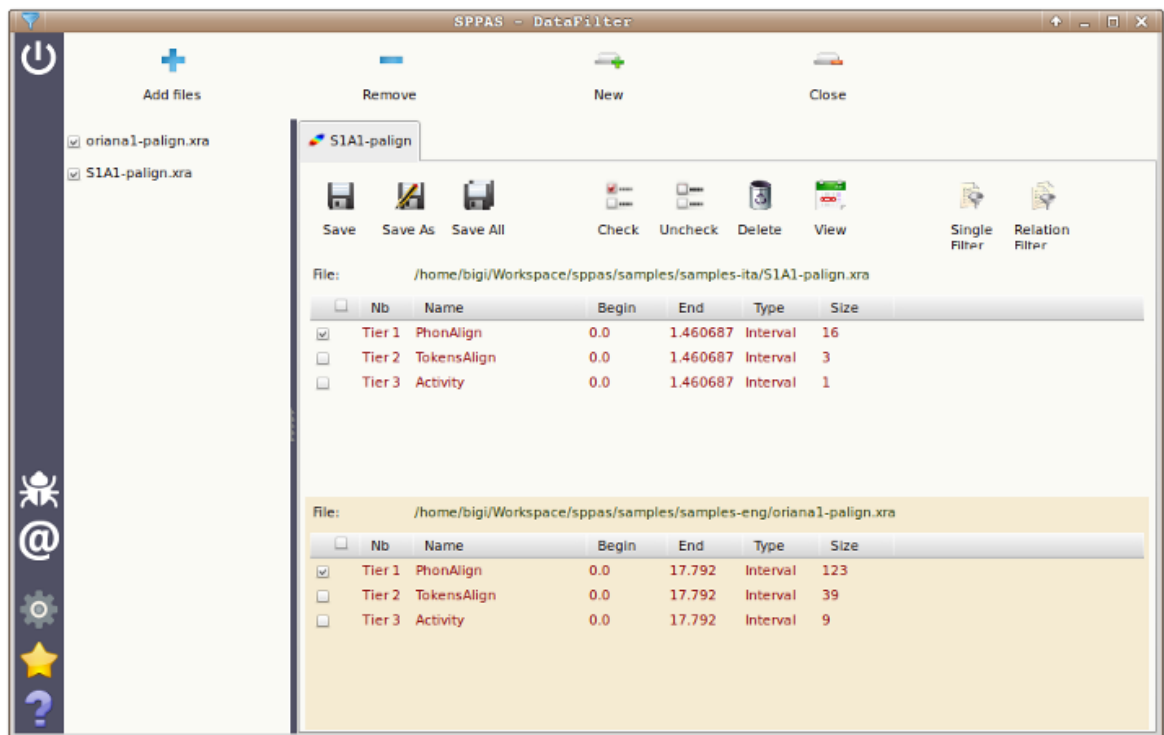 SPPAS - DataFilter
Add files Remove New Close
oriana1-palign.xra
S1A1-palign.xra
S1A1-palign
Save Save As Save All Check Uncheck Delete View Single Filter Relation Filter
File: /home/bigi/Workspace/sppas/samples/samples-ita/S1A1-palign.xra
Nb Name Begin End Type Size
Tier 1 PhonAlign 0.0 1.460687 Interval 16
Tier 2 TokensAlign 0.0 1.460687 Interval 3
Tier 3 Activity 0.0 1.460687 Interval 1
File: /home/bigi/Workspace/sppas/samples/samples-eng/oriana1-palign.xra
Nb Name Begin End Type Size
Tier 1 PhonAlign 0.0 17.792 Interval 123
Tier 2 TokensAlign 0.0 17.792 Interval 39
Tier 3 Activity 0.0 17.792 Interval 9
@
?